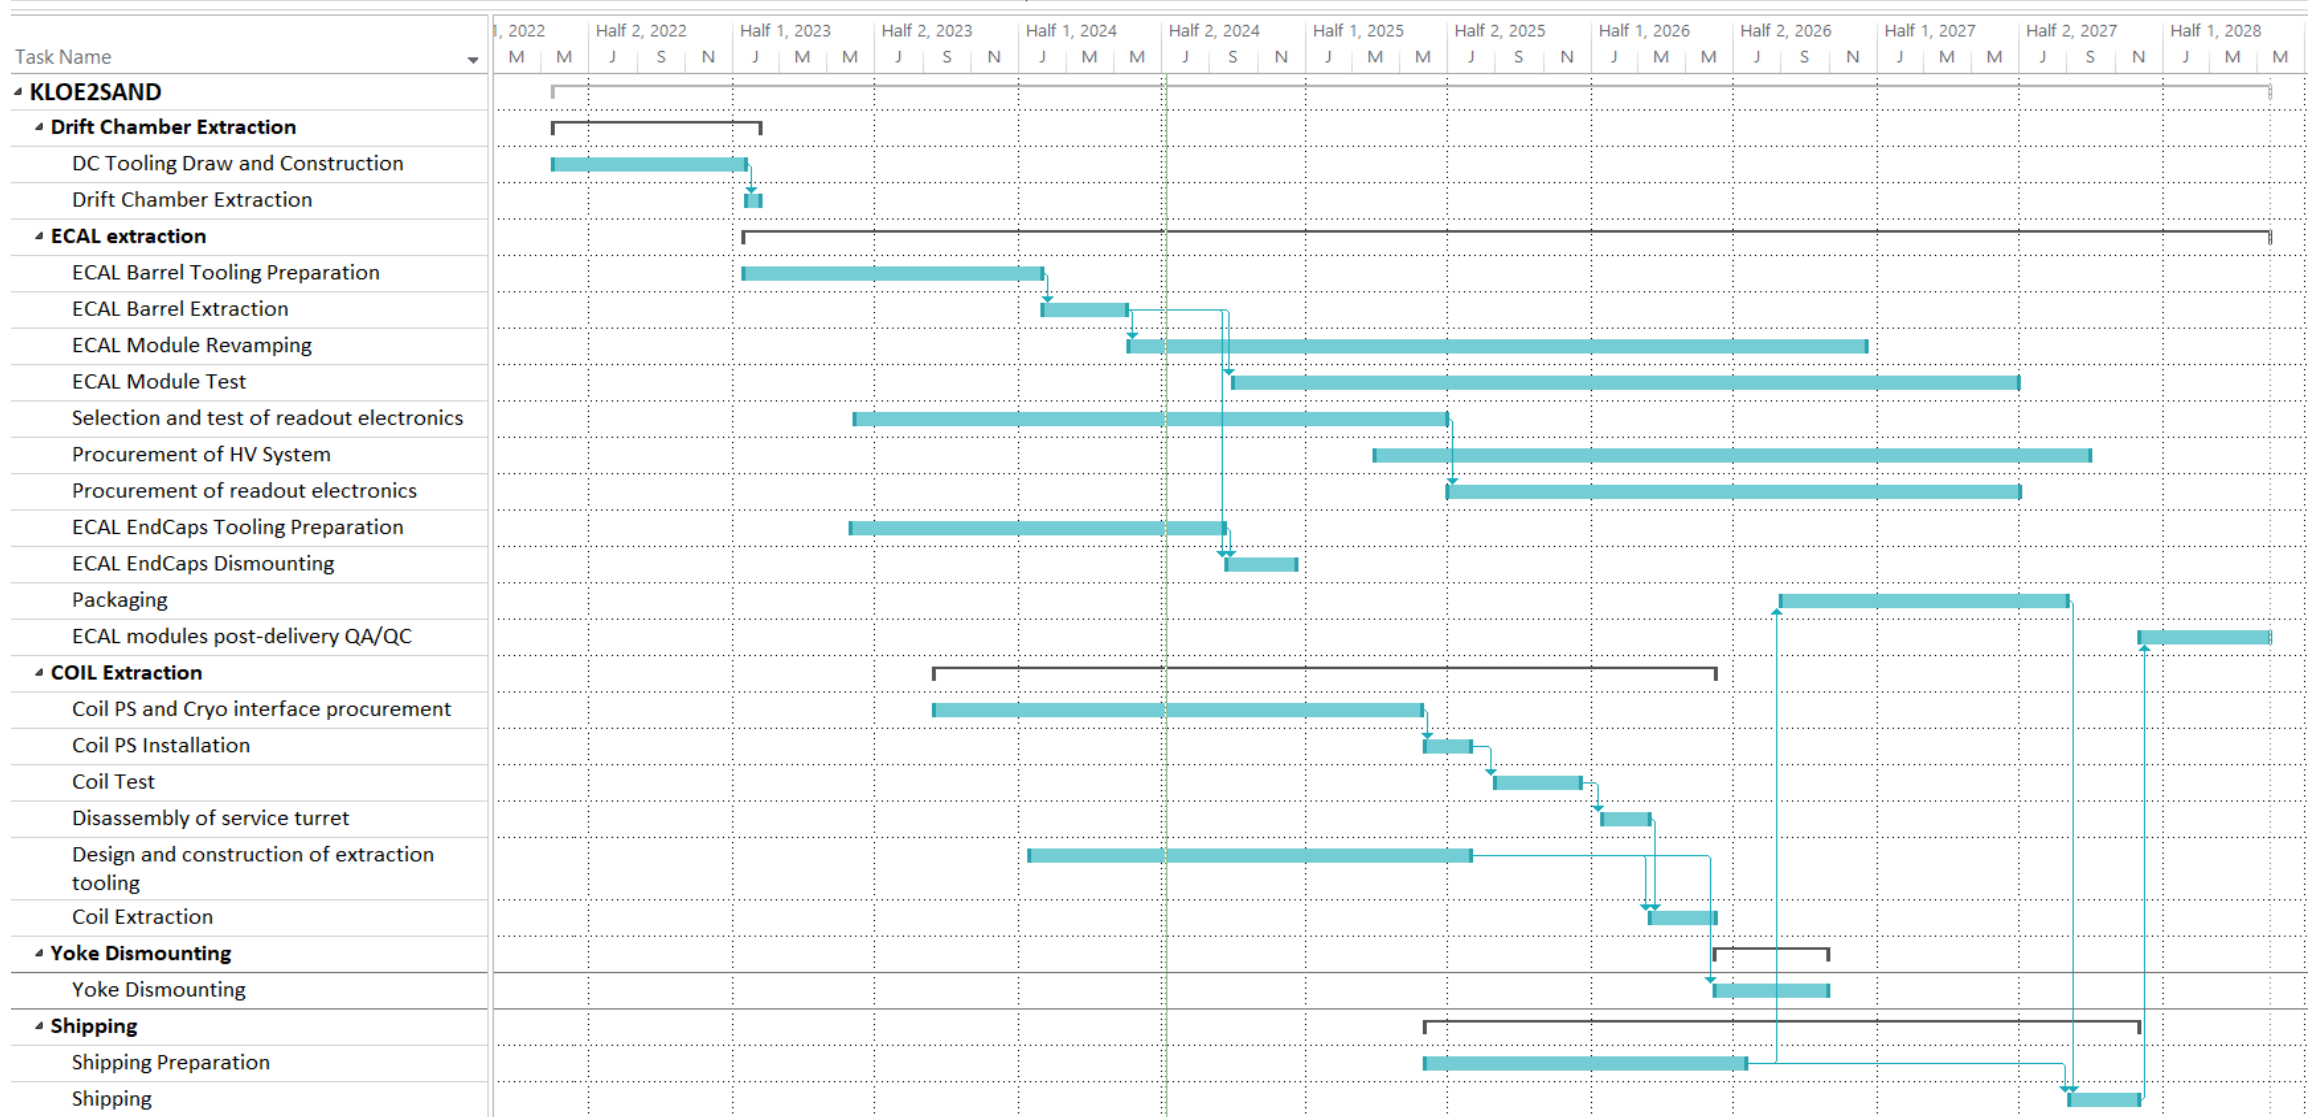 1, 2022 Half 2, 2022 Half 1, 2023 Half 2, 2023 Half 1, 2024 Half 2, 2024 Half 1, 2025 Half 2, 2025 Half 1, 2026 Half 2, 2026 Half 1, 2027 Half 2, 2027 Half 1, 2028
Task Name M M J S N J M M J S N J M M J S N J M M J S N J M M J S N J M M J S N J M M
KLOE2SAND
Drift Chamber Extraction
DC Tooling Draw and Construction
Drift Chamber Extraction
ECAL extraction
ECAL Barrel Tooling Preparation
ECAL Barrel Extraction
ECAL Module Revamping
ECAL Module Test
Selection and test of readout electronics
Procurement of HV System
Procurement of readout electronics
ECAL EndCaps Tooling Preparation
ECAL EndCaps Dismounting
Packaging
ECAL modules post-delivery QA/QC
COIL Extraction
Coil PS and Cryo interface procurement
Coil PS Installation
Coil Test
Disassembly of service turret
Design and construction of extraction
tooling
Coil Extraction
Yoke Dismounting
Yoke Dismounting
Shipping
Shipping Preparation
Shipping